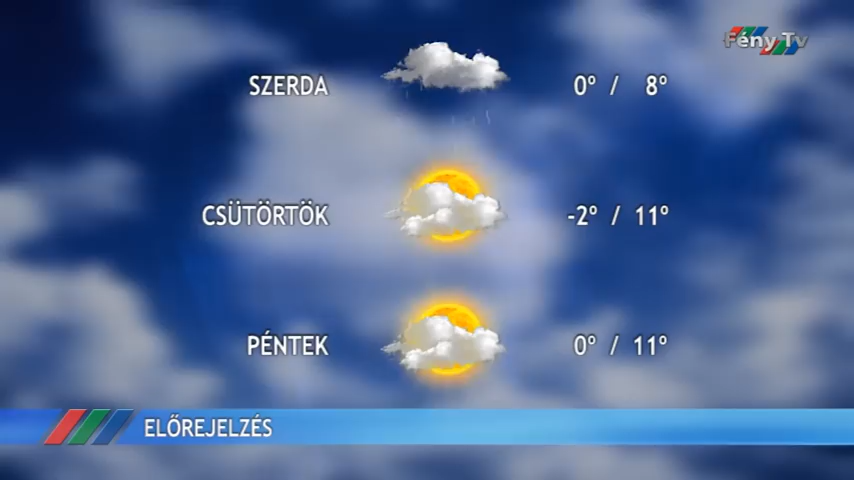 Fény Tv
SZERDA 0° / 8°
CSÜTÖRTÖK -2° / 11°
PÉNTEK 0° / 11°
ELŐREJELZÉS